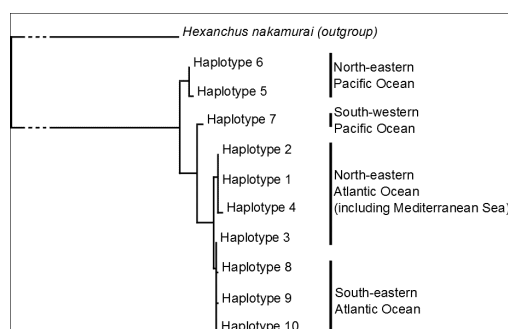 Hexanchus nakamurai (outgroup)
Haplotype 6
Haplotype 5
North-eastern
Pacific Ocean
Haplotype 7
South-western
Pacific Ocean
Haplotype 2
Haplotype 1
Haplotype 4
Haplotype 3
North-eastern
Atlantic Ocean
(including Mediterranean Sea)
Haplotype 8
Haplotype 9
Haplotype 10
South-eastern
Atlantic Ocean